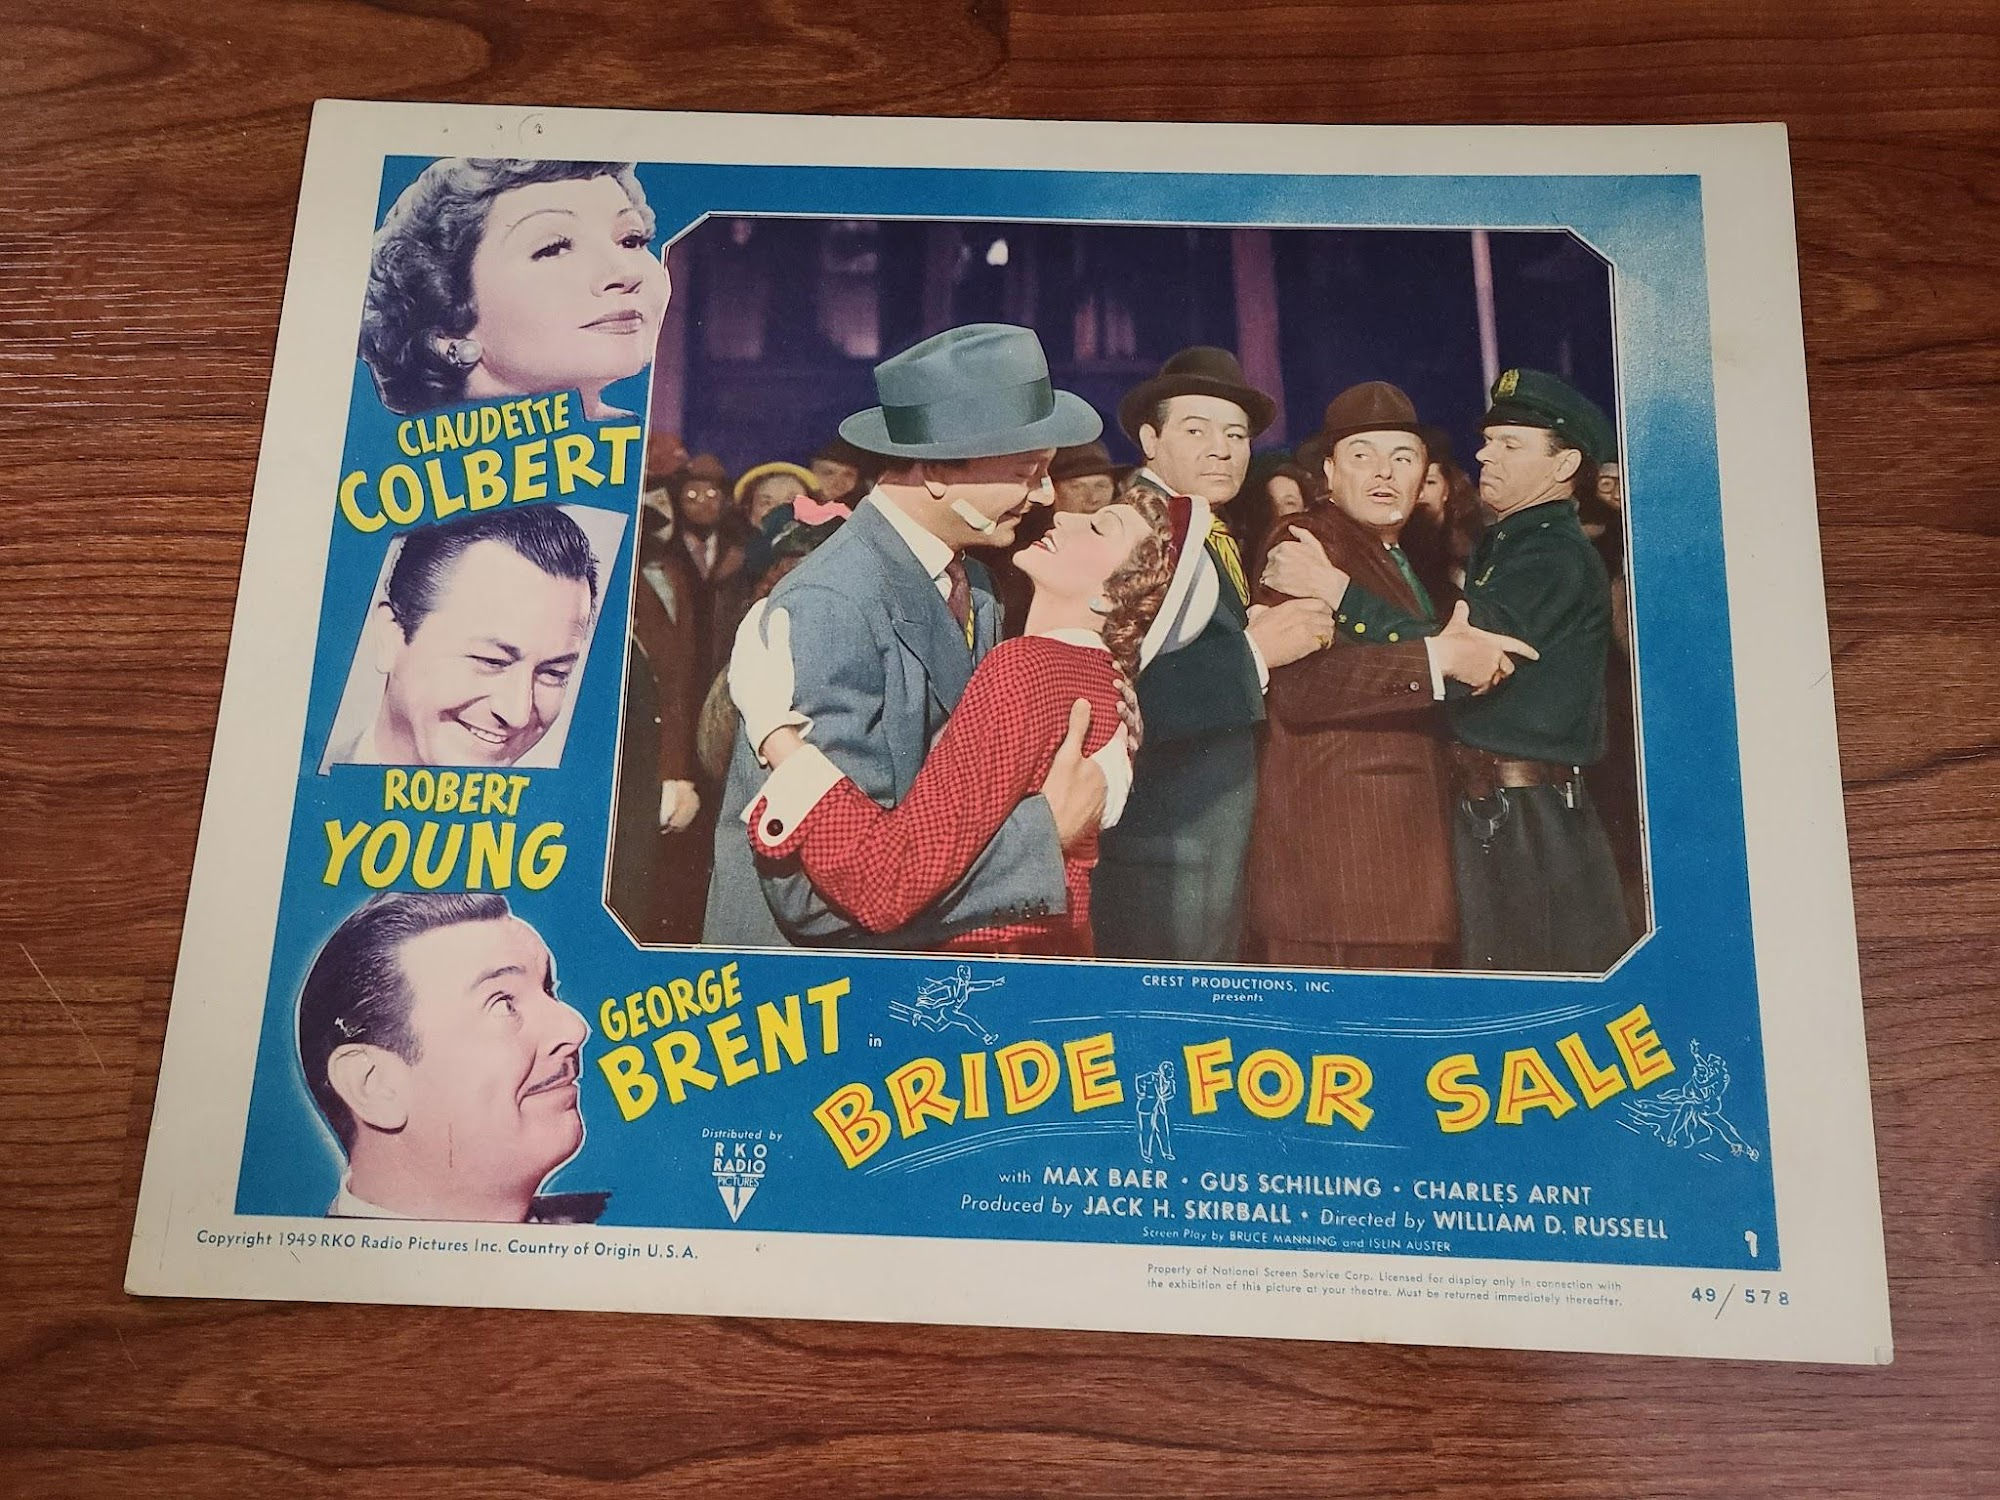 CLAUDETTE
COLBERT
ROBERT
YOUNG
GEORGE
BRENT
in
CREST PRODUCTIONS, INC.
presents
BRIDE FOR SALE
Distributed by
RKO
RADIO
PICTURES
with MAX BAER • GUS SCHILLING • CHARLES ARNT
Produced by JACK H. SKIRBALL • Directed by WILLIAM D. RUSSELL
Screen Play by BRUCE MANNING and ISLIN AUSTER
1
Copyright 1949 RKO Radio Pictures Inc. Country of Origin U.S.A.
Property of National Screen Service Corp. Licensed for display only in connection with
the exhibition of this picture at your theatre. Must be returned immediately thereafter.
49/578